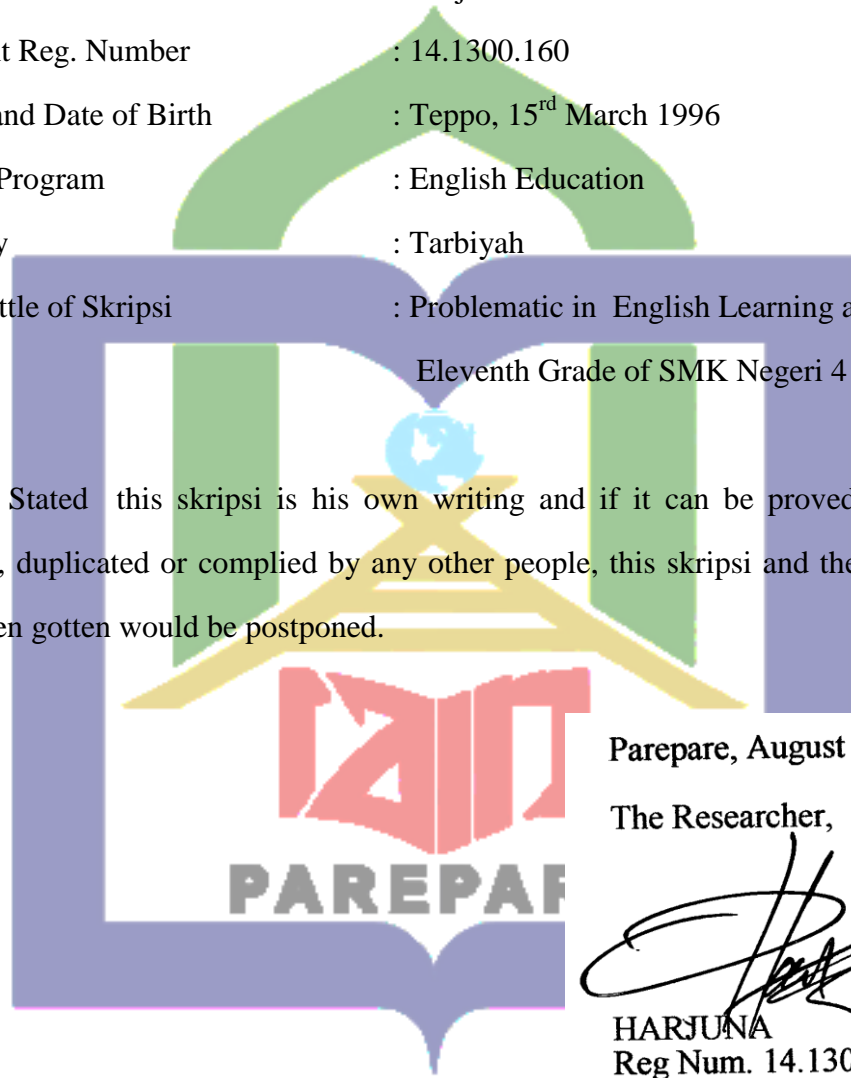 t Reg. Number : 14.1300.160
and Date of Birth : Teppo, 15rd March 1996
Program : English Education
y : Tarbiyah
ttle of Skripsi : Problematic in English Learning a
Eleventh Grade of SMK Negeri 4
Stated this skripsi is his own writing and if it can be proved
, duplicated or complied by any other people, this skripsi and the
en gotten would be postponed.
iain
PAREPAR
Parepare, August
The Researcher,
HARJUNA
Reg Num. 14.130